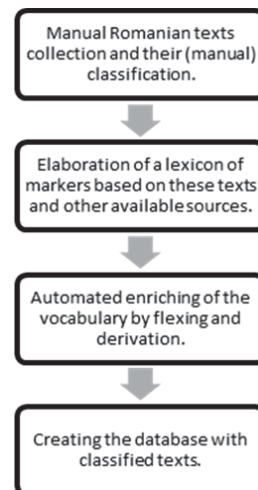 Manual Romanian texts
collection and their (manual)
classification.
Elaboration of a lexicon of
markers based on these texts
and other available sources.
Automated enriching of the
vocabulary by flexing and
derivation.
Creating the database with
classified texts.